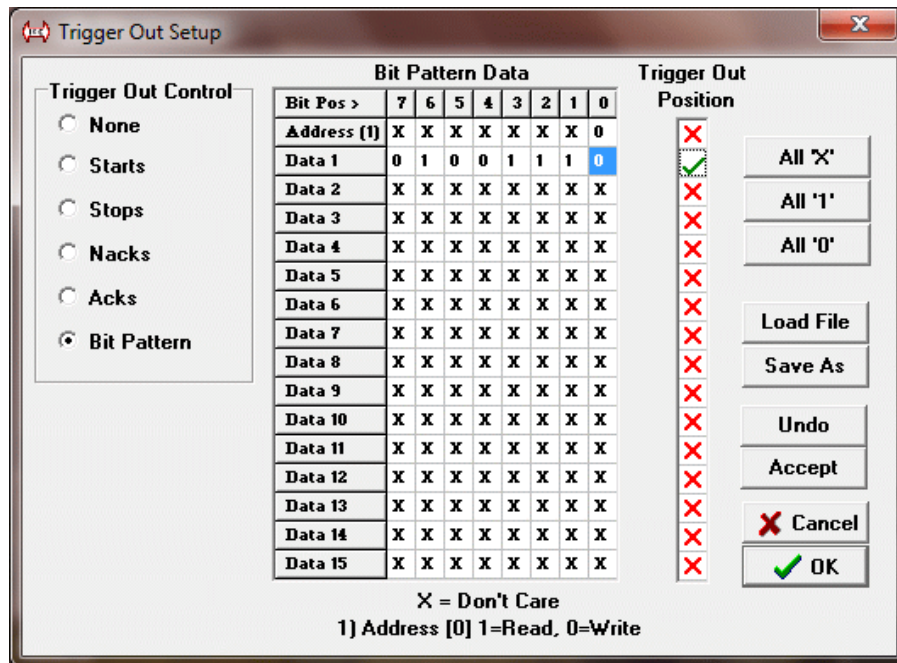 Trigger Out Setup
Trigger Out Control
None
Starts
Stops
Nacks
Acks
Bit Pattern
Bit Pattern Data
Bit Pos > 7 6 5 4 3 2 1 0
Address (1) X X X X X X X 0
Data 1 0 1 0 0 1 1 1 0
Data 2 X X X X X X X X
Data 3 X X X X X X X X
Data 4 X X X X X X X X
Data 5 X X X X X X X X
Data 6 X X X X X X X X
Data 7 X X X X X X X X
Data 8 X X X X X X X X
Data 9 X X X X X X X X
Data 10 X X X X X X X X
Data 11 X X X X X X X X
Data 12 X X X X X X X X
Data 13 X X X X X X X X
Data 14 X X X X X X X X
Data 15 X X X X X X X X
X = Don't Care
1) Address [0] 1=Read, 0=Write
Trigger Out
Position
All 'X'
All '1'
All '0'
Load File
Save As
Undo
Accept
Cancel
OK